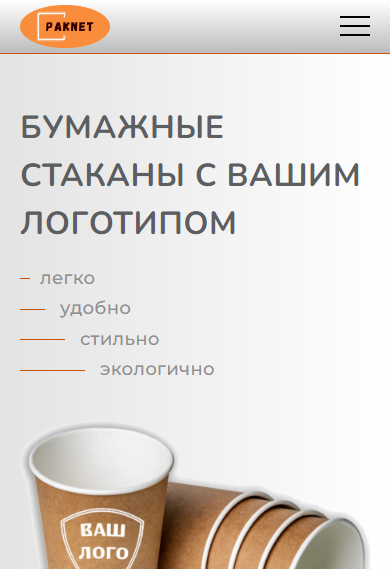 PAKNET
БУМАЖНЫЕ
СТАКАНЫ С ВАШИМ
ЛОГОТИПОМ
легко
удобно
стильно
экологично
ВАШ
ЛОГО